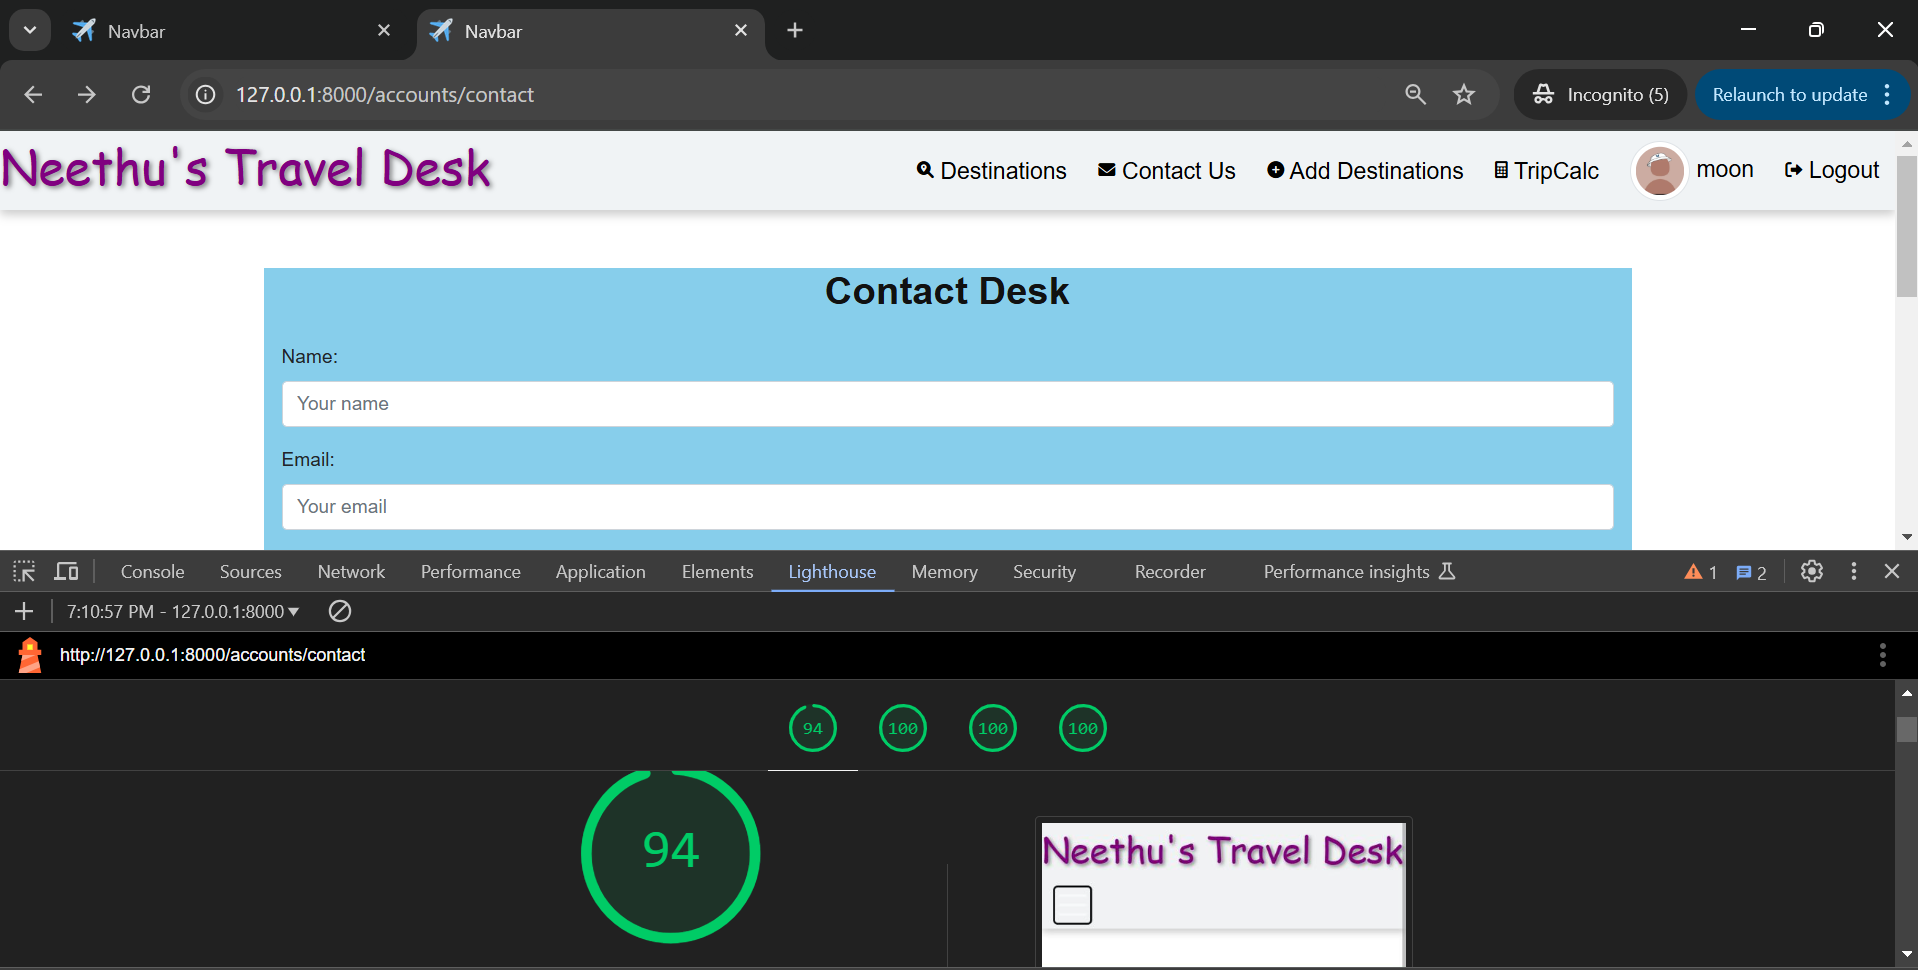 Navbar
Navbar
127.0.0.1:8000/accounts/contact
Incognito (5)
Relaunch to update
Neethu's Travel Desk
Destinations
Contact Us
Add Destinations
TripCalc
moon
Logout
Contact Desk
Name:
Your name
Email:
Your email
Console
Sources
Network
Performance
Application
Elements
Lighthouse
Memory
Security
Recorder
Performance insights
1
2
7:10:57 PM - 127.0.0.1:8000
http://127.0.0.1:8000/accounts/contact
94
100
100
100
94
Neethu's Travel Desk